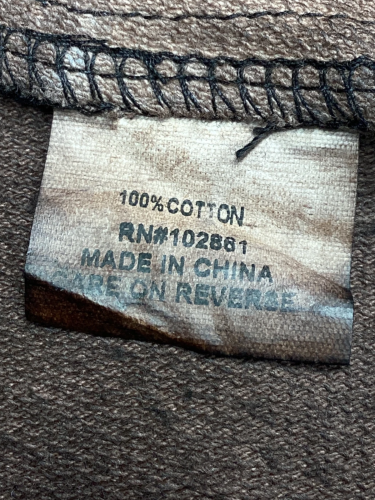 100% COTTON
RN#102861
MADE IN CHINA
CARE ON REVERSE